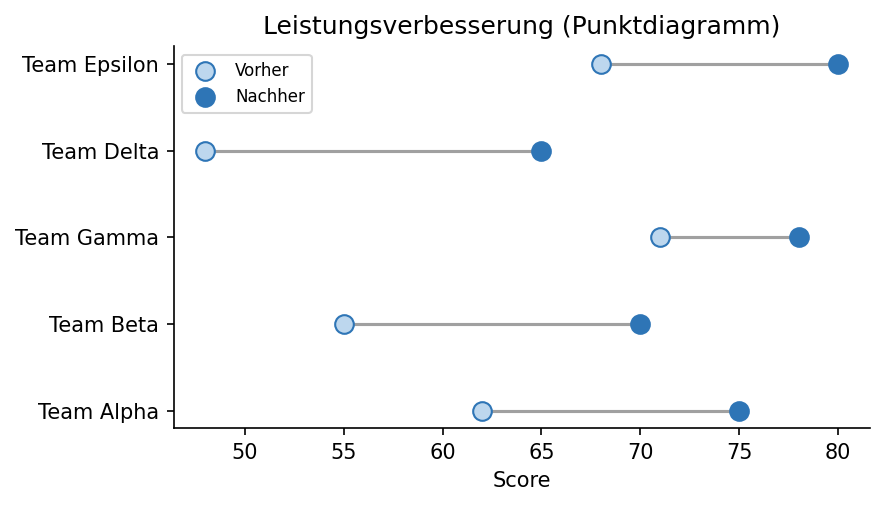 Leistungsverbesserung (Punktdiagramm)
Vorher
Nachher
Team Epsilon
Team Delta
Team Gamma
Team Beta
Team Alpha
50 55 60 65 70 75 80
Score